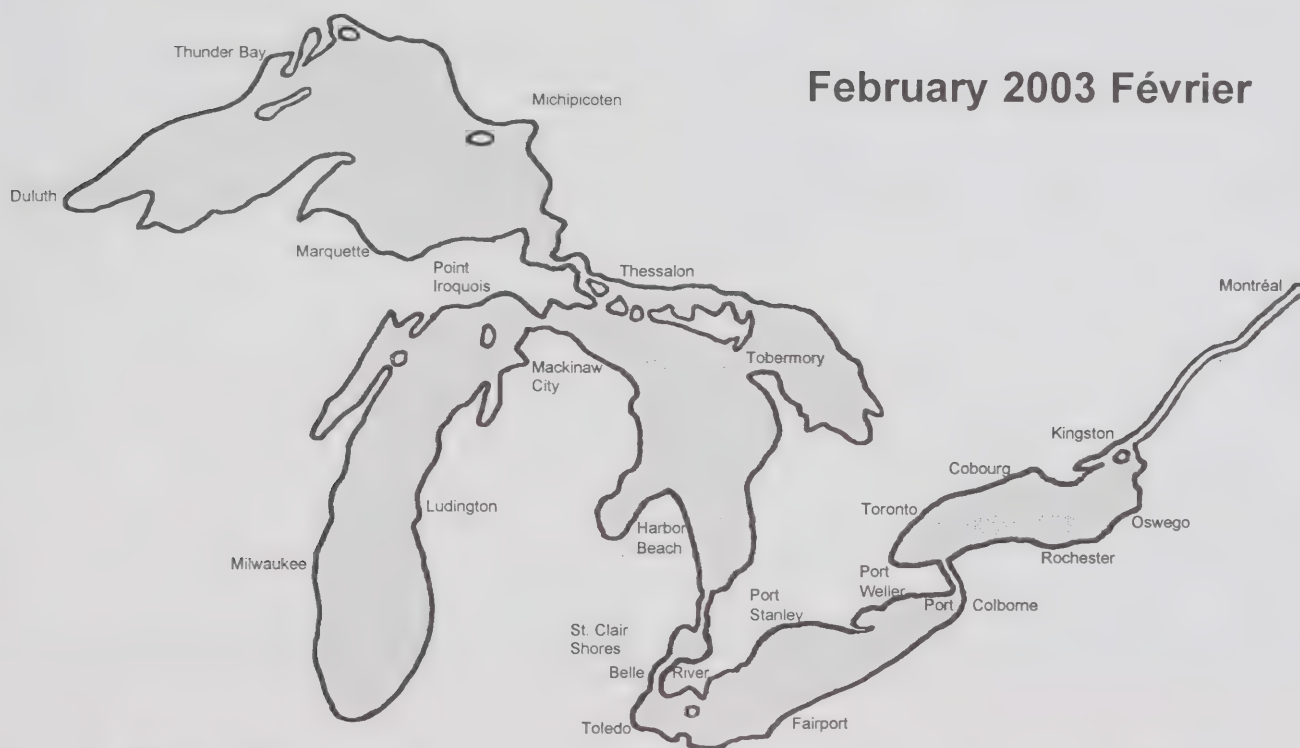 February 2003 Février
Thunder Bay
Michipicoten
Duluth
Marquette
Point
Iroquois
Thessalon
Montréal
Mackinaw
City
Tobermory
Kingston
Cobourg
Toronto
Oswego
Rochester
Ludington
Harbor
Beach
Milwaukee
Port
Weller
Port Colborne
Port
Stanley
St. Clair
Shores
Belle River
Toledo
Fairport